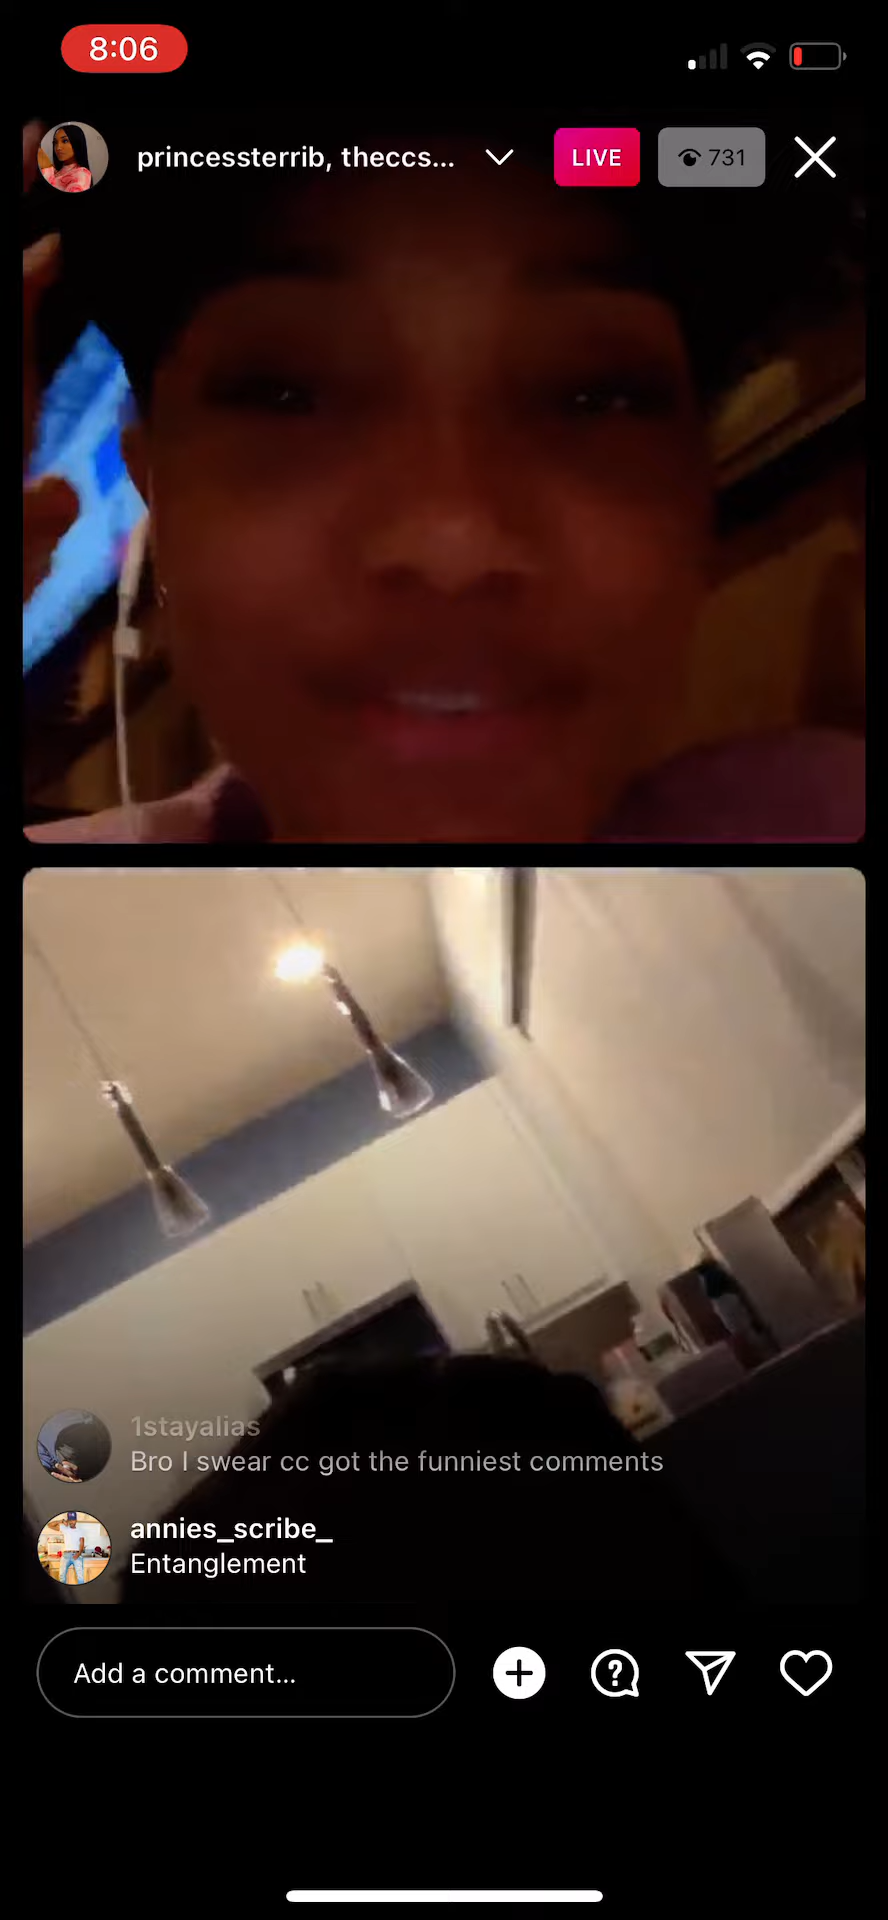 8:06
princessterrib, theccs...
LIVE
731
1stayalias
Bro I swear cc got the funniest comments
annies_scribe_
Entanglement
Add a comment...